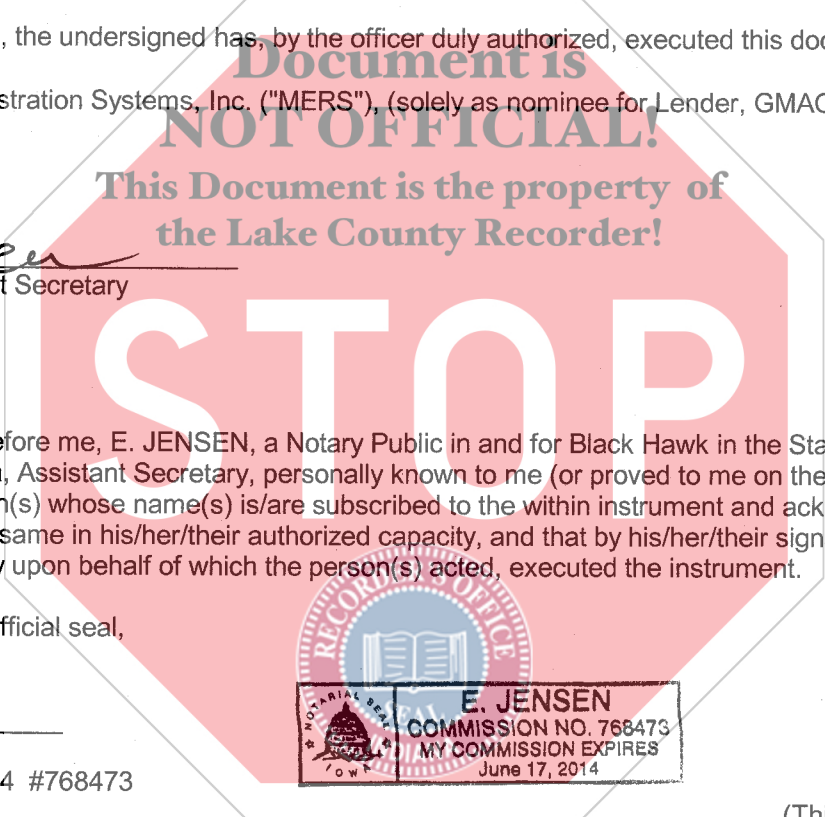 , the undersigned has, by the officer duly authorized, executed this doc
Document is
stration Systems, Inc. ("MERS"), (solely as nominee for Lender, GMAC
NOT OFFICIAL!
This Document is the property of
the Lake County Recorder!
t Secretary
STOP
efore me, E. JENSEN, a Notary Public in and for Black Hawk in the Sta
, Assistant Secretary, personally known to me (or proved to me on the
n(s) whose name(s) is/are subscribed to the within instrument and ack
same in his/her/their authorized capacity, and that by his/her/their sign
y upon behalf of which the person(s) acted, executed the instrument.
RECORDER'S OFFICE
fficial seal,
SEAL
NOTARIAL SEAL
IOWA
E. JENSEN
COMMISSION NO. 768473
MY COMMISSION EXPIRES
June 17, 2014
4 #768473
(Thi